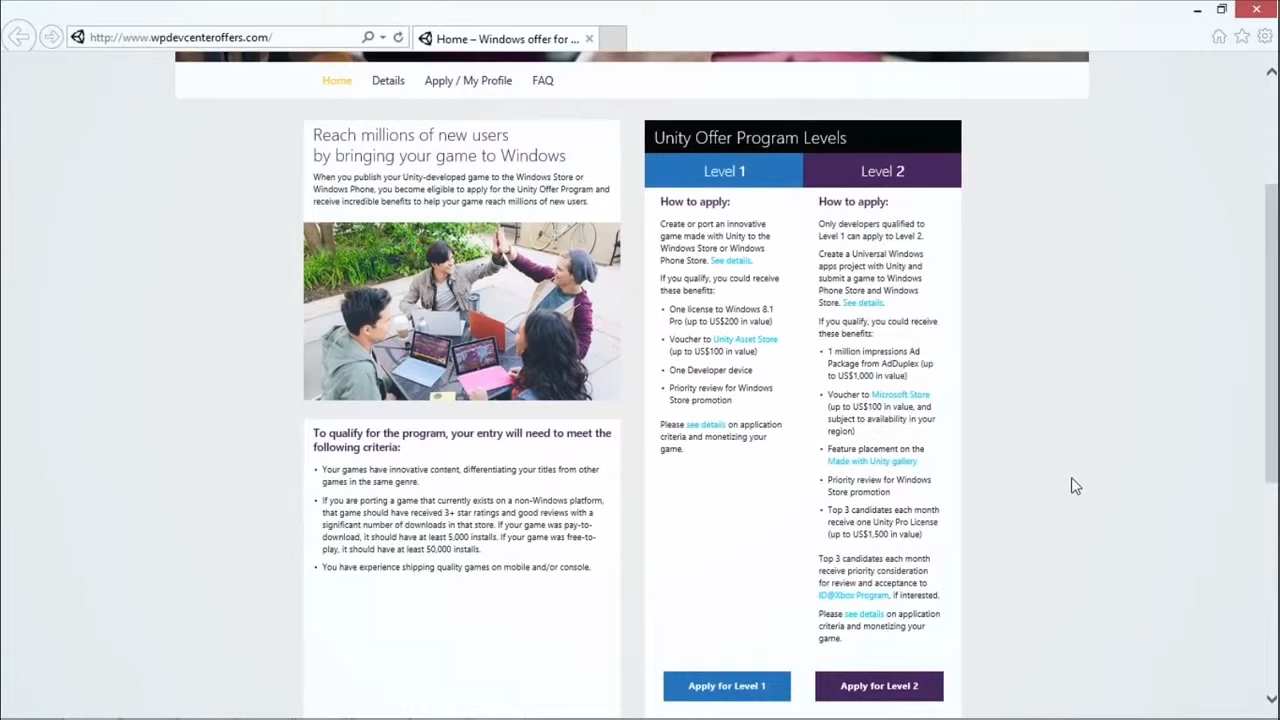 http://www.wpdevcenteroffers.com/
Home – Windows offer for ...
Home Details Apply / My Profile FAQ
Reach millions of new users
by bringing your game to Windows
When you publish your Unity-developed game to the Windows Store or
Windows Phone, you become eligible to apply for the Unity Offer Program and
receive incredible benefits to help your game reach millions of new users.
To qualify for the program, your entry will need to meet the
following criteria:
• Your games have innovative content, differentiating your titles from other
games in the same genre.
• If you are porting a game that currently exists on a non-Windows platform,
that game should have received 3+ star ratings and good reviews with a
significant number of downloads in that store. If your game was pay-to-
download, it should have at least 5,000 installs. If your game was free-to-
play, it should have at least 50,000 installs.
• You have experience shipping quality games on mobile and/or console.
Unity Offer Program Levels
Level 1
How to apply:
Create or port an innovative
game made with Unity to the
Windows Store or Windows
Phone Store. See details.
If you qualify, you could receive
these benefits:
• One license to Windows 8.1
Pro (up to US$200 in value)
• Voucher to Unity Asset Store
(up to US$100 in value)
• One Developer device
• Priority review for Windows
Store promotion
Please see details on application
criteria and monetizing your
game.
Apply for Level 1
Level 2
How to apply:
Only developers qualified to
Level 1 can apply to Level 2.
Create a Universal Windows
apps project with Unity and
submit a game to Windows
Phone Store and Windows
Store. See details.
If you qualify, you could receive
these benefits:
• 1 million impressions Ad
Package from AdDuplex (up
to US$1,000 in value)
• Voucher to Microsoft Store
(up to US$100 in value, and
subject to availability in your
region)
• Feature placement on the
Made with Unity gallery
• Priority review for Windows
Store promotion
• Top 3 candidates each month
receive one Unity Pro License
(up to US$1,500 in value)
Top 3 candidates each month
receive priority consideration
for review and acceptance to
ID@Xbox Program, if interested.
Please see details on application
criteria and monetizing your
game.
Apply for Level 2